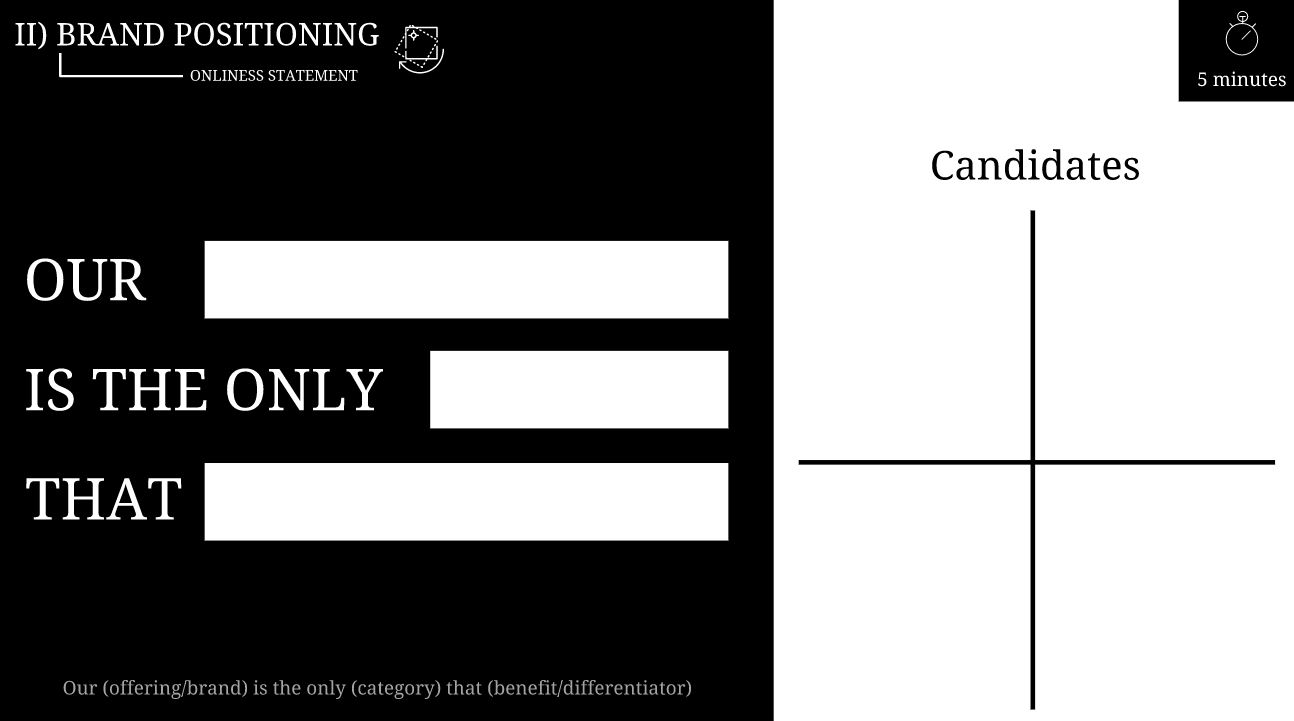 II) BRAND POSITIONING
ONLINESS STATEMENT
5 minutes
Candidates
OUR
IS THE ONLY
THAT
Our (offering/brand) is the only (category) that (benefit/differentiator)